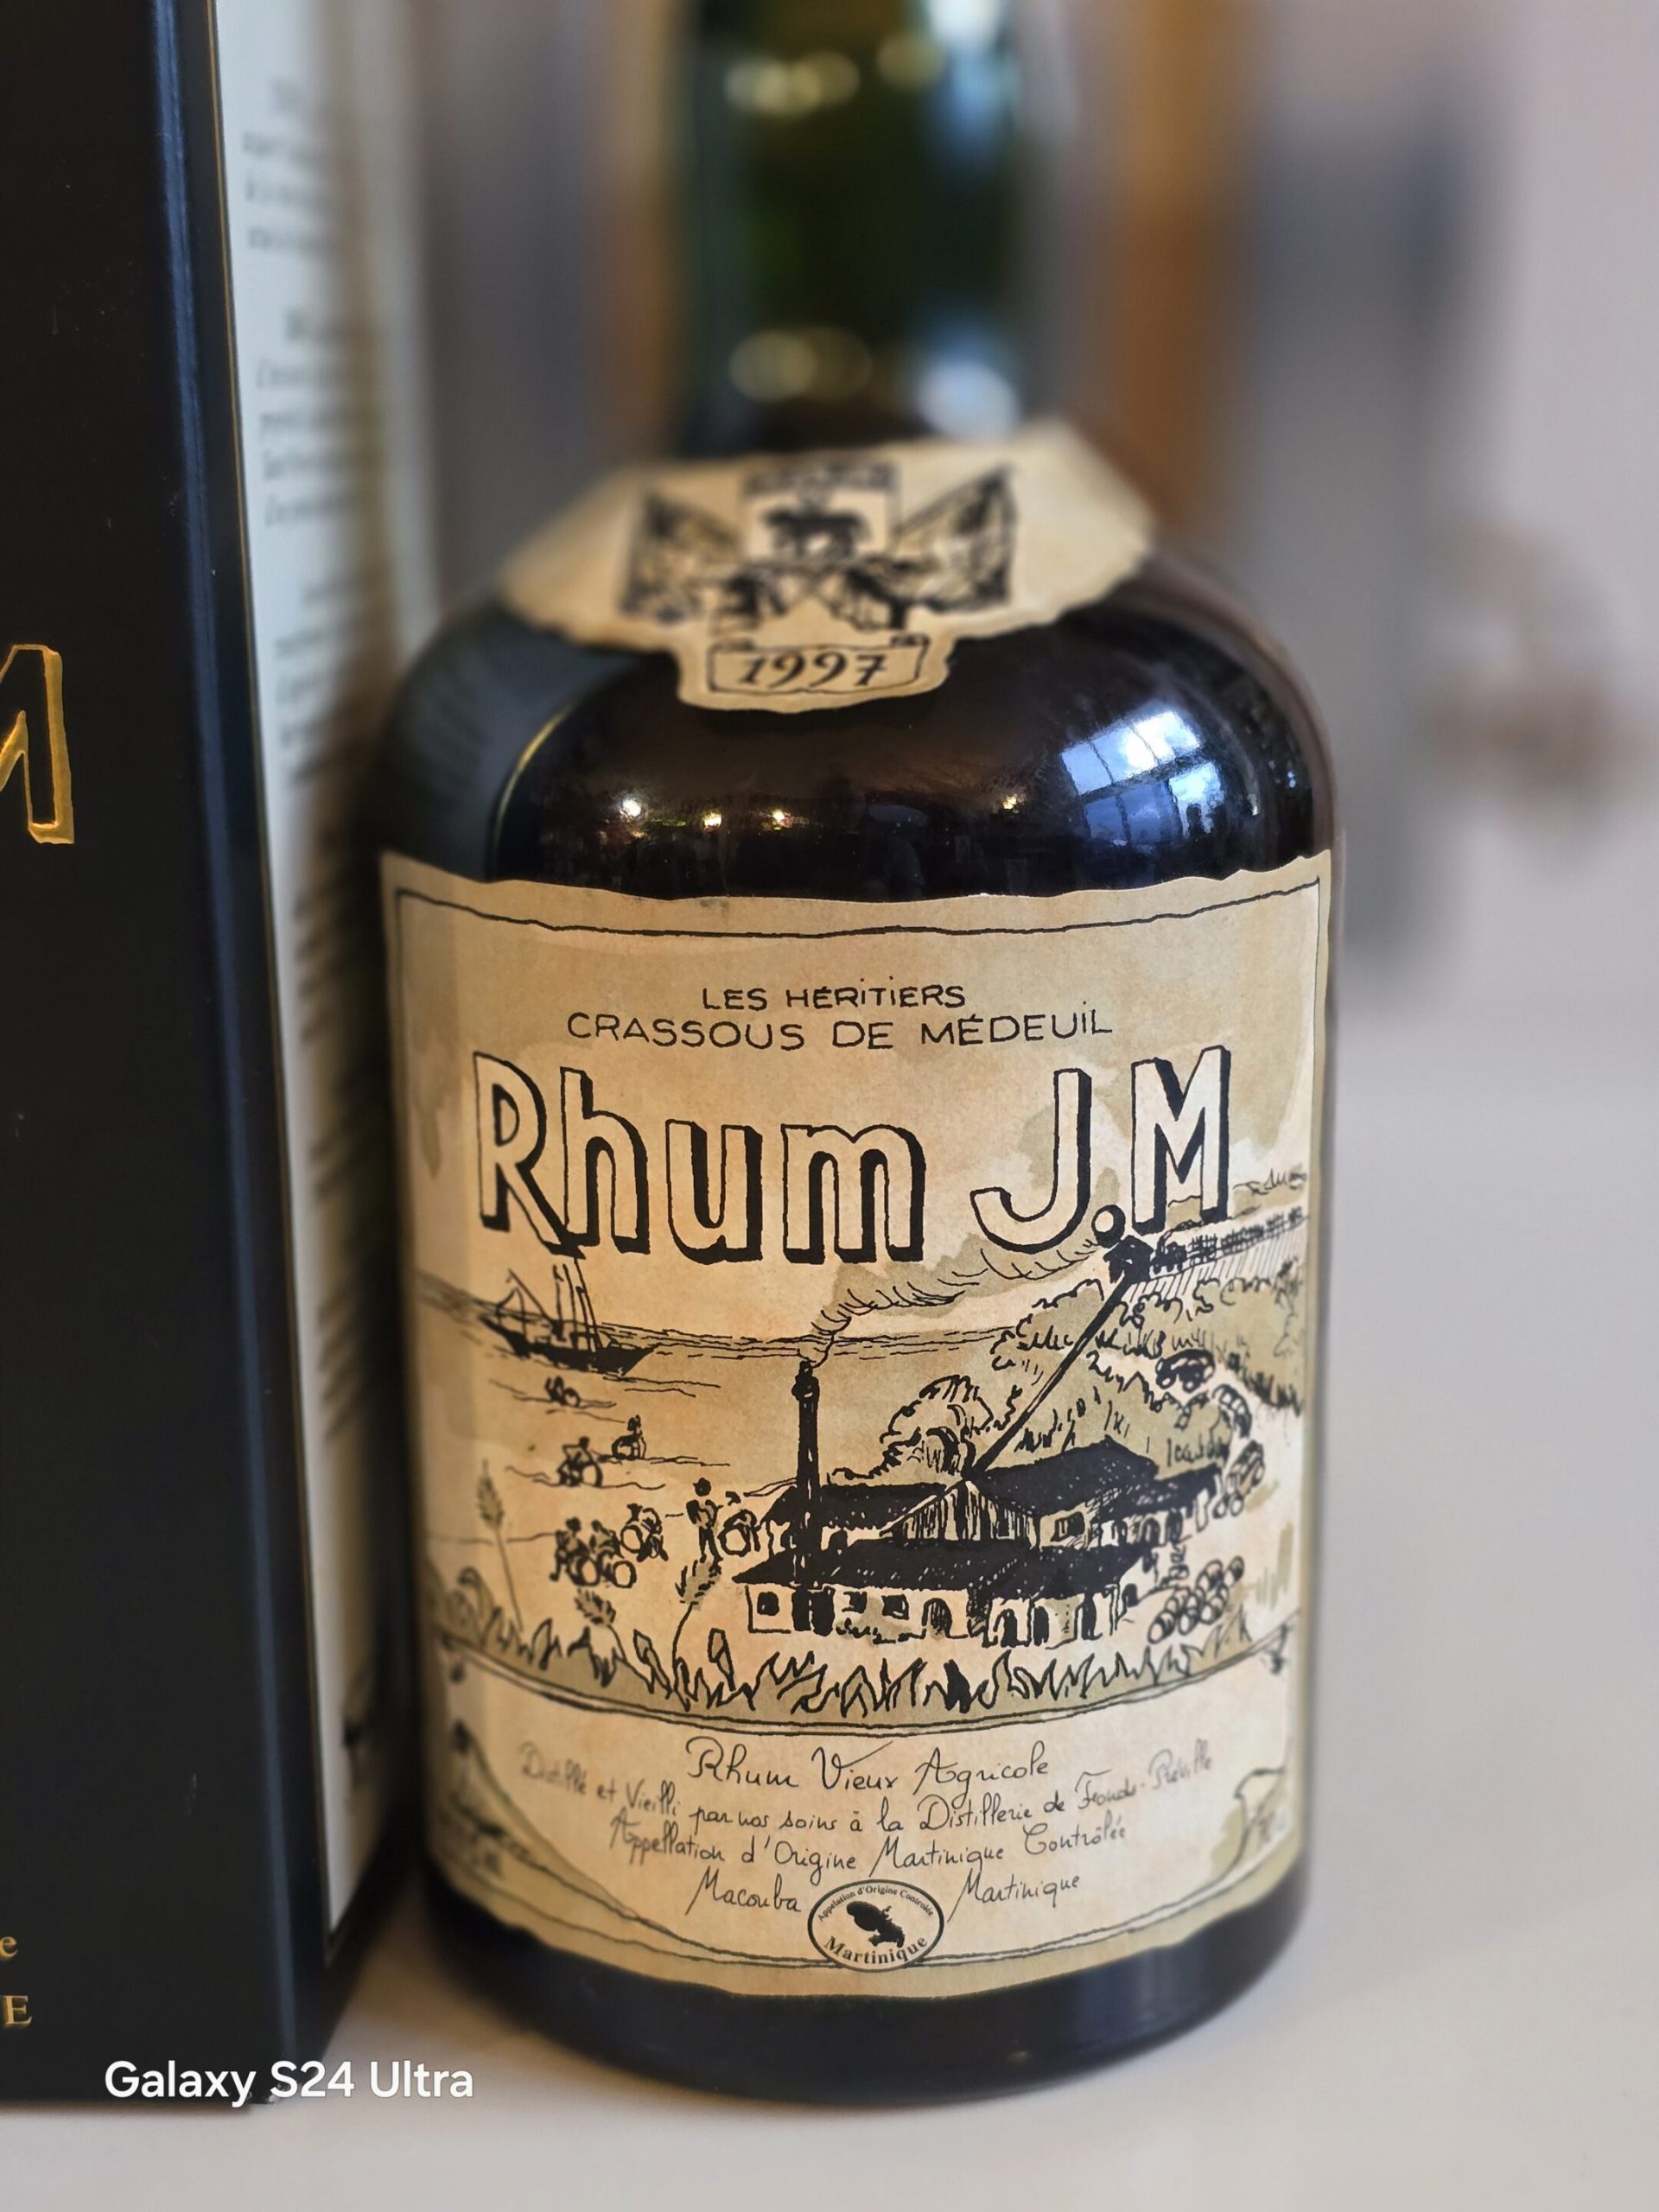 1997
LES HÉRITIERS
CRASSOUS DE MÉDEUIL
Rhum J.M
Rhum Vieux Agricole
Distillé et Vieilli par nos soins à la Distillerie de Fonds-Préville
Appellation d'Origine Martinique Contrôlée
Macouba Martinique
Appellation d'Origine Contrôlée
Martinique
M
e
E
Galaxy S24 Ultra